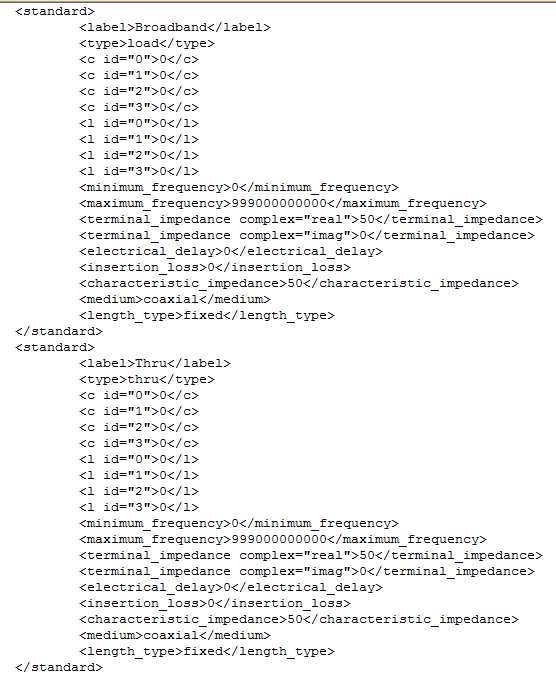 <standard>
<label>Broadband</label>
<type>load</type>
<c id="0">0</c>
<c id="1">0</c>
<c id="2">0</c>
<c id="3">0</c>
<l id="0">0</l>
<l id="1">0</l>
<l id="2">0</l>
<l id="3">0</l>
<minimum_frequency>0</minimum_frequency>
<maximum_frequency>999000000000</maximum_frequency>
<terminal_impedance complex="real">50</terminal_impedance>
<terminal_impedance complex="imag">0</terminal_impedance>
<electrical_delay>0</electrical_delay>
<insertion_loss>0</insertion_loss>
<characteristic_impedance>50</characteristic_impedance>
<medium>coaxial</medium>
<length_type>fixed</length_type>
</standard>
<standard>
<label>Thru</label>
<type>thru</type>
<c id="0">0</c>
<c id="1">0</c>
<c id="2">0</c>
<c id="3">0</c>
<l id="0">0</l>
<l id="1">0</l>
<l id="2">0</l>
<l id="3">0</l>
<minimum_frequency>0</minimum_frequency>
<maximum_frequency>999000000000</maximum_frequency>
<terminal_impedance complex="real">50</terminal_impedance>
<terminal_impedance complex="imag">0</terminal_impedance>
<electrical_delay>0</electrical_delay>
<insertion_loss>0</insertion_loss>
<characteristic_impedance>50</characteristic_impedance>
<medium>coaxial</medium>
<length_type>fixed</length_type>
</standard>